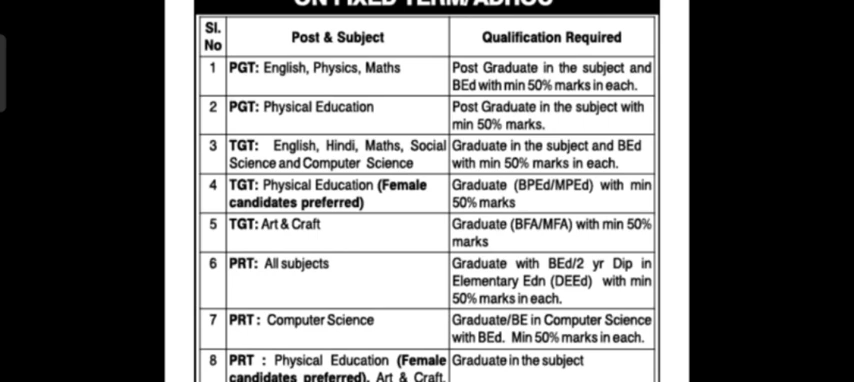 ON FIXED TERM/ADHOC
Sl. No Post & Subject Qualification Required
1 PGT: English, Physics, Maths Post Graduate in the subject and
BEd with min 50% marks in each.
2 PGT: Physical Education Post Graduate in the subject with
min 50% marks.
3 TGT: English, Hindi, Maths, Social Graduate in the subject and BEd
Science and Computer Science with min 50% marks in each.
4 TGT: Physical Education (Female Graduate (BPEd/MPEd) with min
candidates preferred) 50% marks
5 TGT: Art & Craft Graduate (BFA/MFA) with min 50%
marks
6 PRT: All subjects Graduate with BEd/2 yr Dip in
Elementary Edn (DEEd) with min
50% marks in each.
7 PRT : Computer Science Graduate/BE in Computer Science
with BEd. Min 50% marks in each.
8 PRT : Physical Education (Female Graduate in the subject
candidates preferred), Art & Craft,